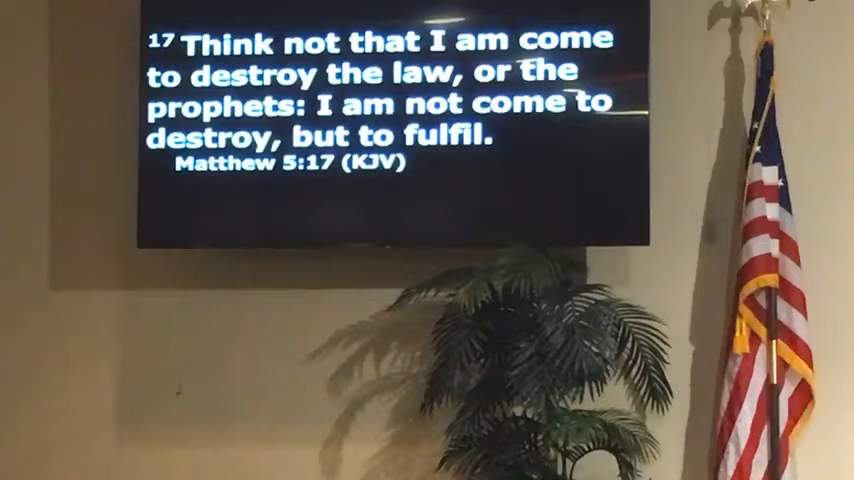 17 Think not that I am come
to destroy the law, or the
prophets: I am not come to
destroy, but to fulfil.
Matthew 5:17 (KJV)